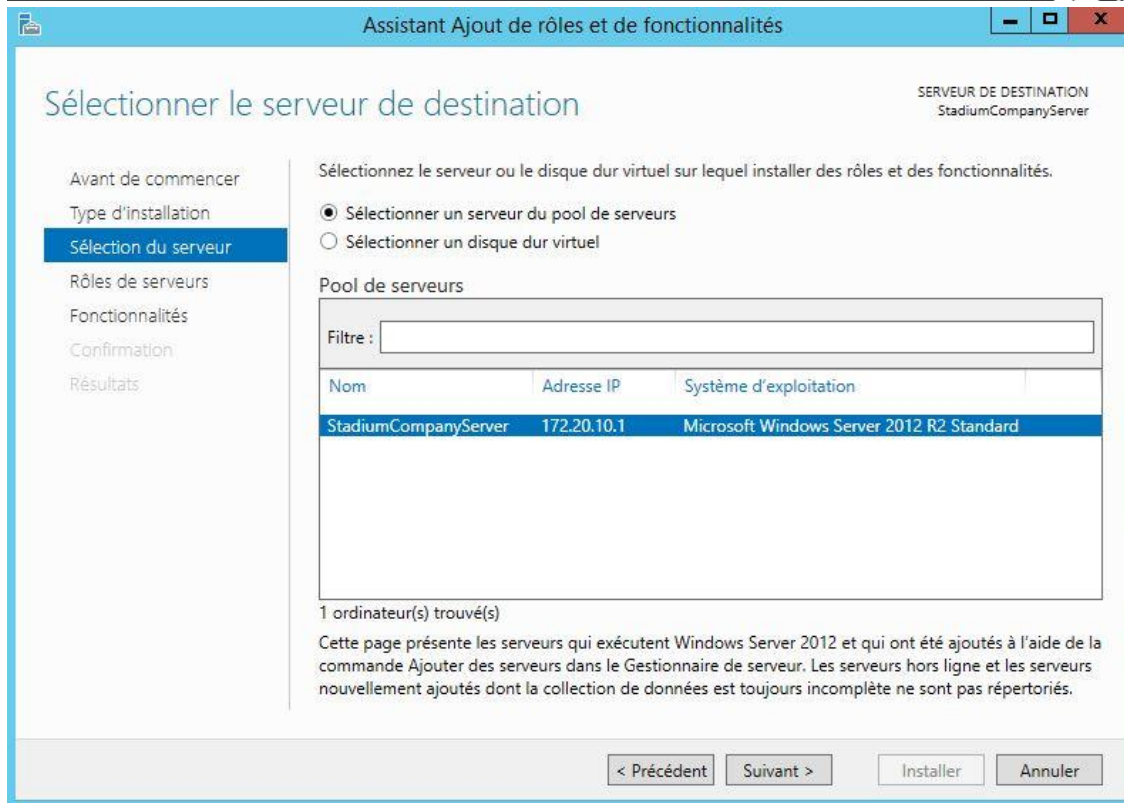 Assistant Ajout de rôles et de fonctionnalités
Sélectionner le serveur de destination
SERVEUR DE DESTINATION
StadiumCompanyServer
Avant de commencer
Type d'installation
Sélection du serveur
Rôles de serveurs
Fonctionnalités
Confirmation
Résultats
Sélectionnez le serveur ou le disque dur virtuel sur lequel installer des rôles et des fonctionnalités.
Sélectionner un serveur du pool de serveurs
Sélectionner un disque dur virtuel
Pool de serveurs
Filtre :
Nom Adresse IP Système d'exploitation
StadiumCompanyServer 172.20.10.1 Microsoft Windows Server 2012 R2 Standard
1 ordinateur(s) trouvé(s)
Cette page présente les serveurs qui exécutent Windows Server 2012 et qui ont été ajoutés à l'aide de la
commande Ajouter des serveurs dans le Gestionnaire de serveur. Les serveurs hors ligne et les serveurs
nouvellement ajoutés dont la collection de données est toujours incomplète ne sont pas répertoriés.
< Précédent Suivant > Installer Annuler